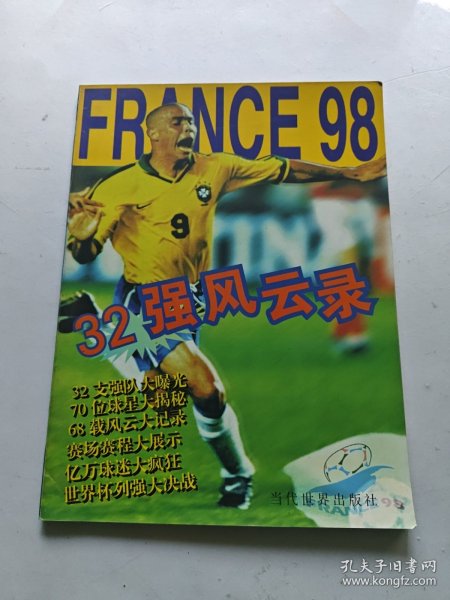 FRANCE 98
9
32强风云录
32支强队大曝光
70位球星大揭秘
68载风云大记录
赛场赛程大展示
亿万球迷大疯狂
世界杯列强大决战
当代世界出版社
孔夫子旧书网
www.kongfz.com